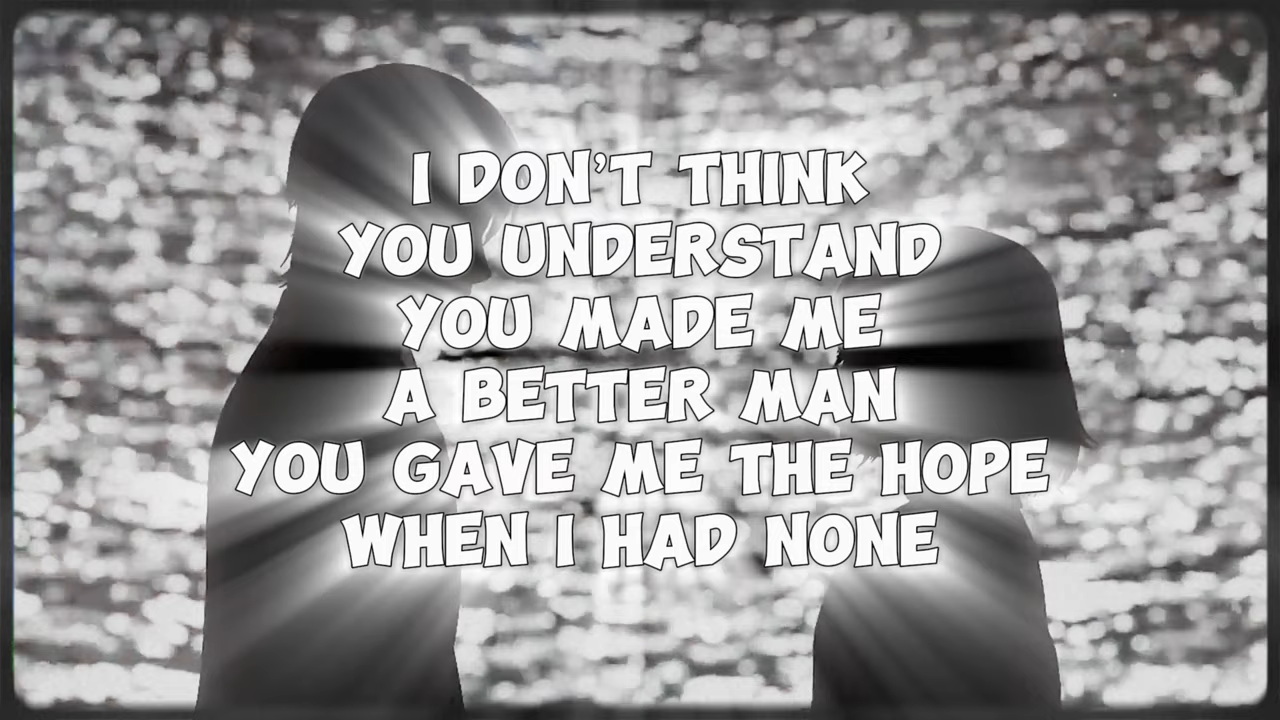 I DON’T THINK
YOU UNDERSTAND
YOU MADE ME
A BETTER MAN
YOU GAVE ME THE HOPE
WHEN I HAD NONE